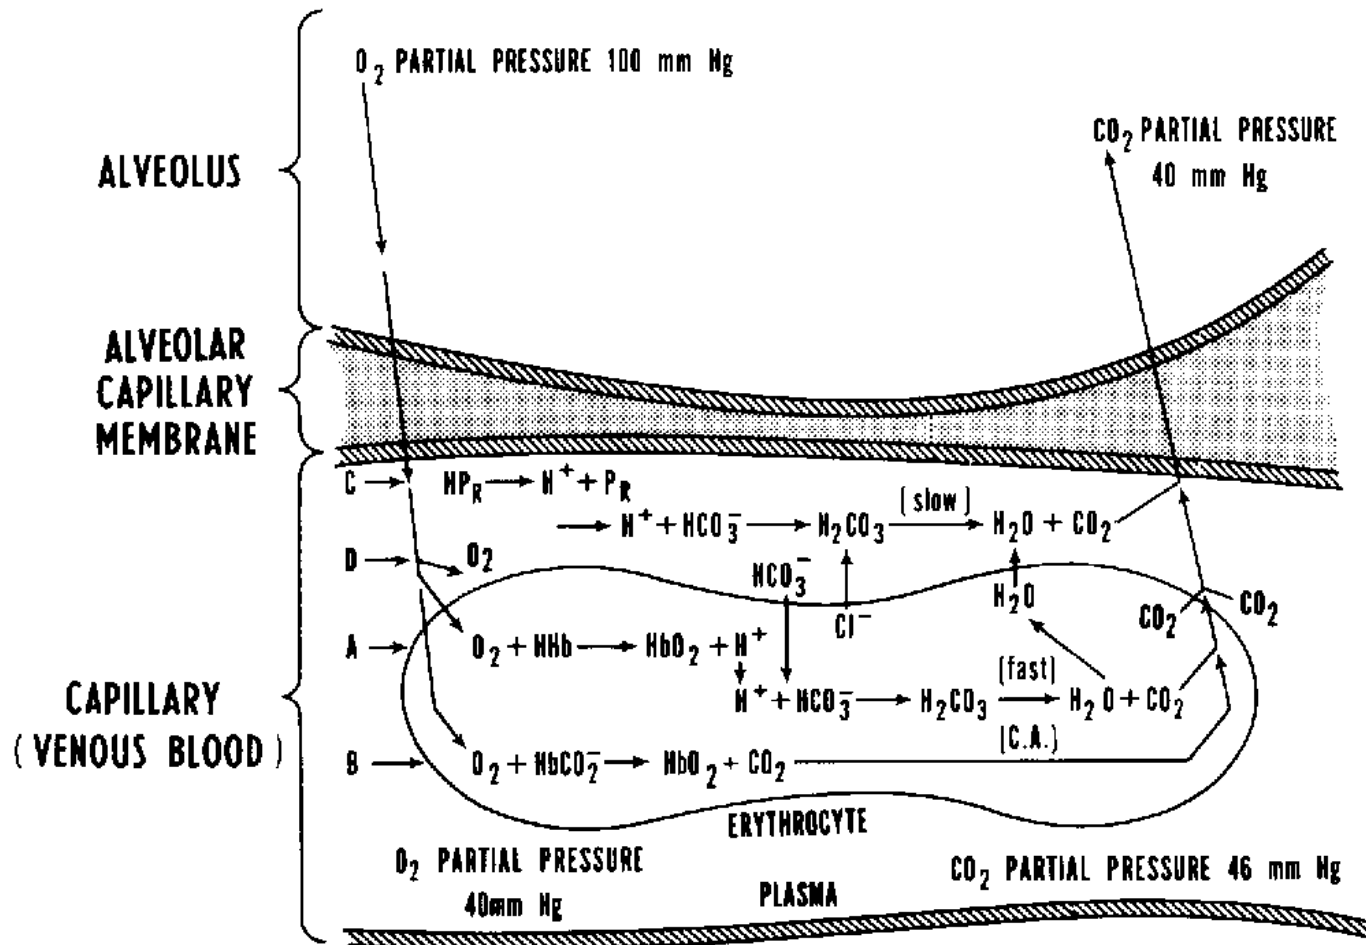 O₂ PARTIAL PRESSURE 100 mm Hg
CO₂ PARTIAL PRESSURE
40 mm Hg
ALVEOLUS
ALVEOLAR
CAPILLARY
MEMBRANE
C → HPR → H⁺ + PR
→ H⁺ + HCO₃⁻ → H₂CO₃ (slow) → H₂O + CO₂
D → O₂
HCO₃⁻
Cl⁻
H₂O
CO₂
CO₂
A → O₂ + HHb → HbO₂ + H⁺
H⁺ + HCO₃⁻ → H₂CO₃ (fast) → H₂O + CO₂
(C.A.)
CAPILLARY
(VENOUS BLOOD)
B → O₂ + HbCO₂⁻ → HbO₂ + CO₂
ERYTHROCYTE
O₂ PARTIAL PRESSURE
40mm Hg
PLASMA
CO₂ PARTIAL PRESSURE 46 mm Hg